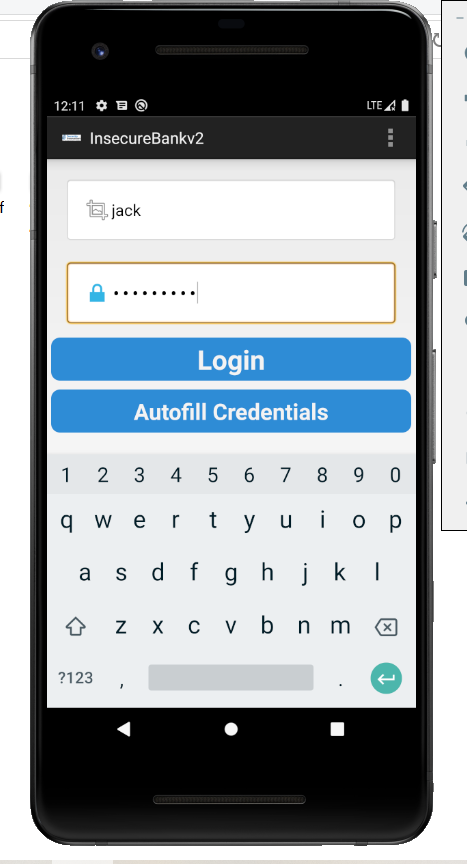 12:11
LTE
InsecureBankv2
jack
•••••••••
Login
Autofill Credentials
1 2 3 4 5 6 7 8 9 0
q w e r t y u i o p
a s d f g h j k l
z x c v b n m
?123 , .
f